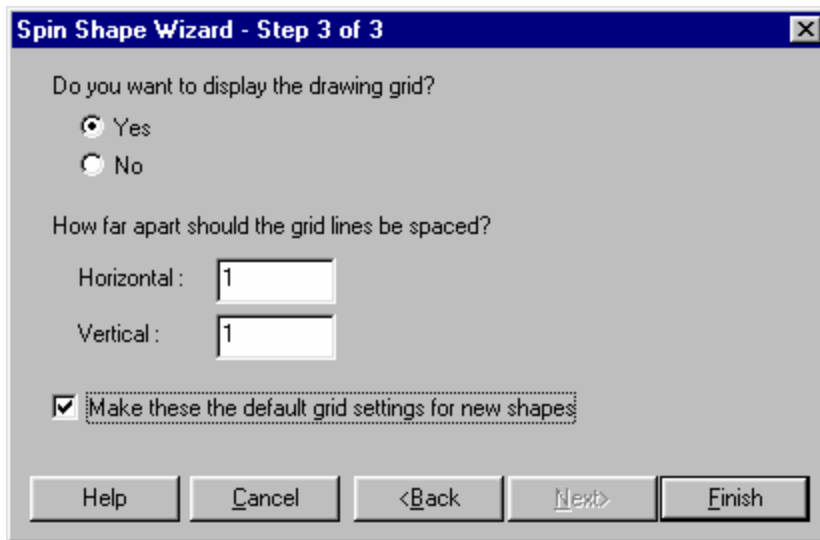 Spin Shape Wizard - Step 3 of 3
Do you want to display the drawing grid?
Yes
No
How far apart should the grid lines be spaced?
Horizontal : 1
Vertical : 1
Make these the default grid settings for new shapes
Help Cancel <Back Next> Finish